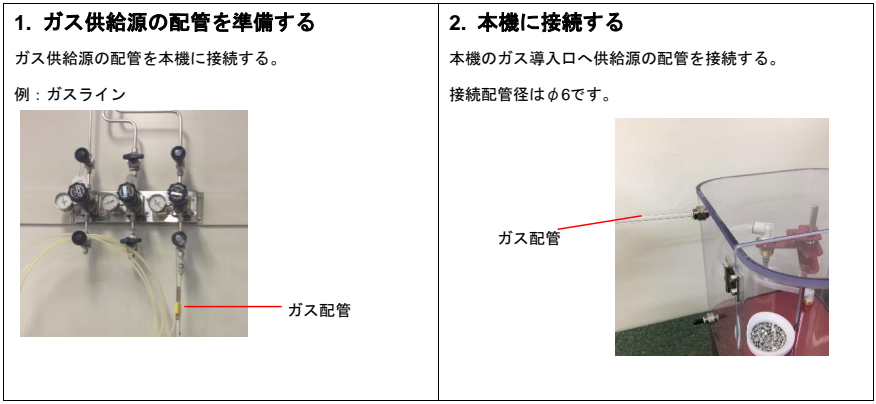 1. ガス供給源の配管を準備する
ガス供給源の配管を本機に接続する。
例：ガスライン
ガス配管
2. 本機に接続する
本機のガス導入口へ供給源の配管を接続する。
接続配管径はφ6です。
ガス配管